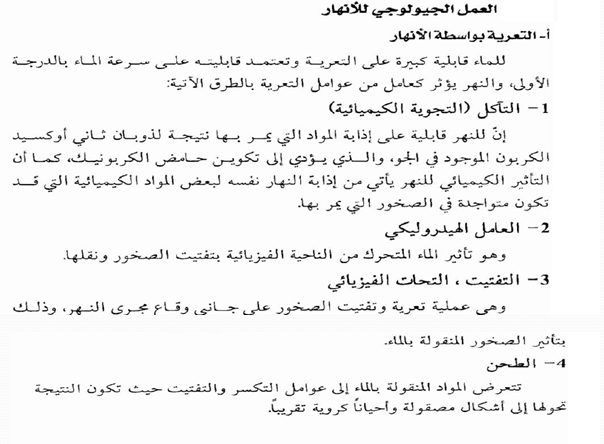 العمل الجيولوجي للأنهار
أ- التعرية بواسطة الأنهار
للماء قابلية كبيرة على التعرية وتعتمد قابليته على سرعة الماء بالدرجة
الأولى، والنهر يؤثر كعامل من عوامل التعرية بالطرق الآتية:
1- التآكل (التجوية الكيميائية)
إنّ للنهر قابلية على إذابة المواد التي يمر بها نتيجة لذوبان ثاني أوكسيد
الكربون الموجود في الجو، والذي يؤدي إلى تكوين حامض الكربونيك، كما أن
التأثير الكيميائي للنهر يأتي من إذابة النهار نفسه لبعض المواد الكيميائية التي قد
تكون متواجدة في الصخور التي يمر بها.
2- العامل الهيدروليكي
وهو تأثير الماء المتحرك من الناحية الفيزيائية بتفتيت الصخور ونقلها.
3- التفتيت ، التحات الفيزيائي
وهي عملية تعرية وتفتيت الصخور على جانبي وقاع مجرى النهر، وذلك
بتأثير الصخور المنقولة بالماء.
4- الطحن
تتعرض المواد المنقولة بالماء إلى عوامل التكسر والتفتيت حيث تكون النتيجة
تحولها إلى أشكال مصقولة وأحياناً كروية تقريباً.